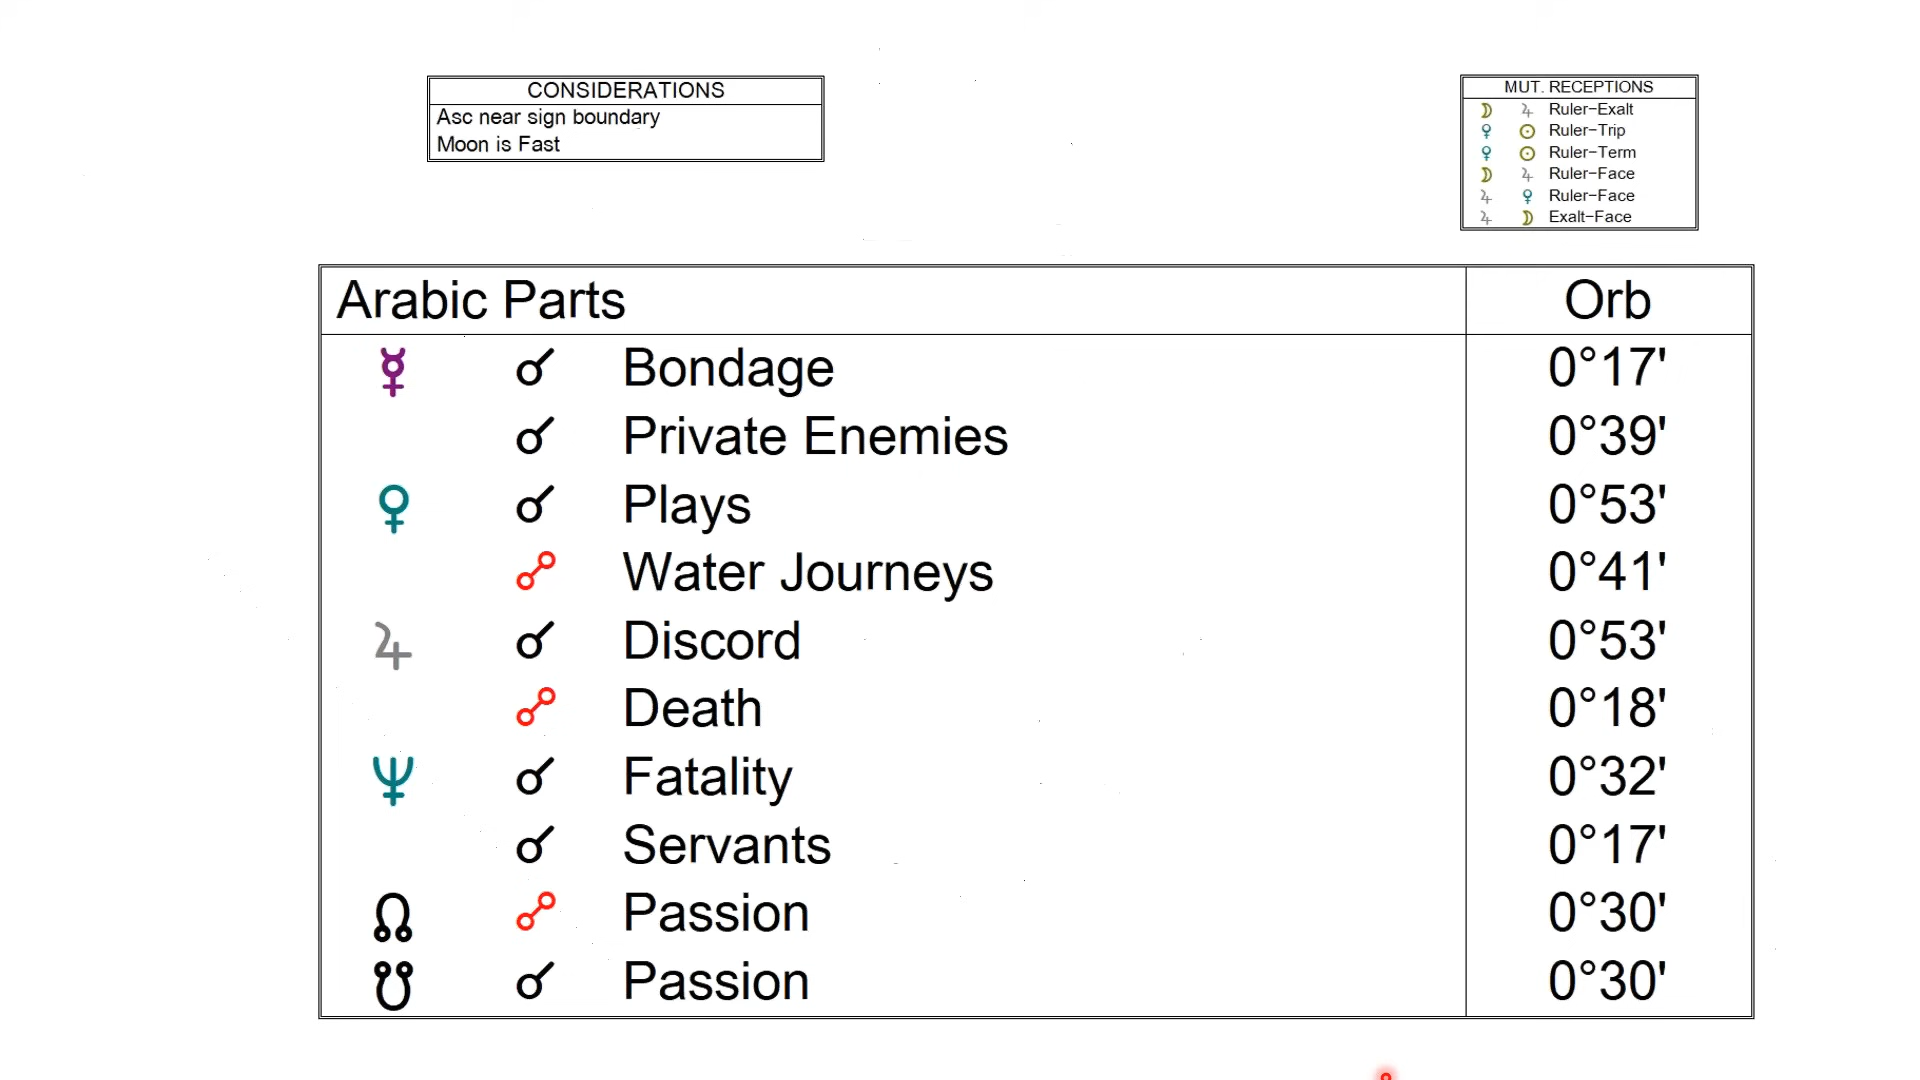 CONSIDERATIONS
Asc near sign boundary
Moon is Fast
MUT. RECEPTIONS
☽ ♃ Ruler−Exalt
♀ ☉ Ruler−Trip
♀ ☉ Ruler−Term
☽ ♃ Ruler−Face
♃ ♀ Ruler−Face
♃ ☽ Exalt−Face
Arabic Parts Orb
☿ ☌ Bondage 0°17'
☌ Private Enemies 0°39'
♀ ☌ Plays 0°53'
☍ Water Journeys 0°41'
♃ ☌ Discord 0°53'
☍ Death 0°18'
♆ ☌ Fatality 0°32'
☌ Servants 0°17'
☊ ☍ Passion 0°30'
☋ ☌ Passion 0°30'